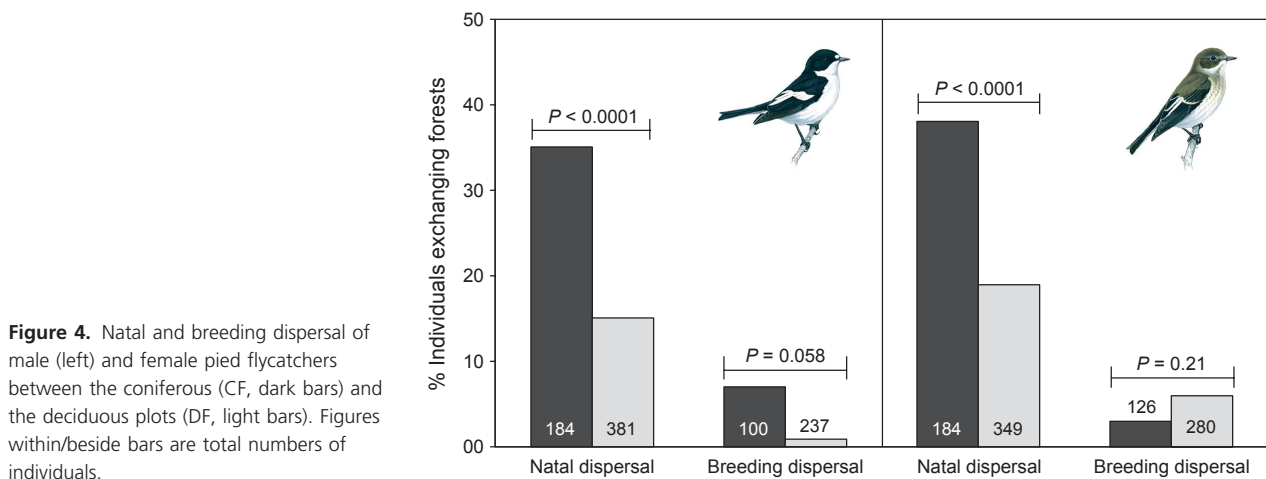 Figure 4. Natal and breeding dispersal of
male (left) and female pied flycatchers
between the coniferous (CF, dark bars) and
the deciduous plots (DF, light bars). Figures
within/beside bars are total numbers of
individuals.
% Individuals exchanging forests
50
40
30
20
10
00
P < 0.0001
184
381
Natal dispersal
P = 0.058
100
237
Breeding dispersal
P < 0.0001
184
349
Natal dispersal
P = 0.21
126
280
Breeding dispersal